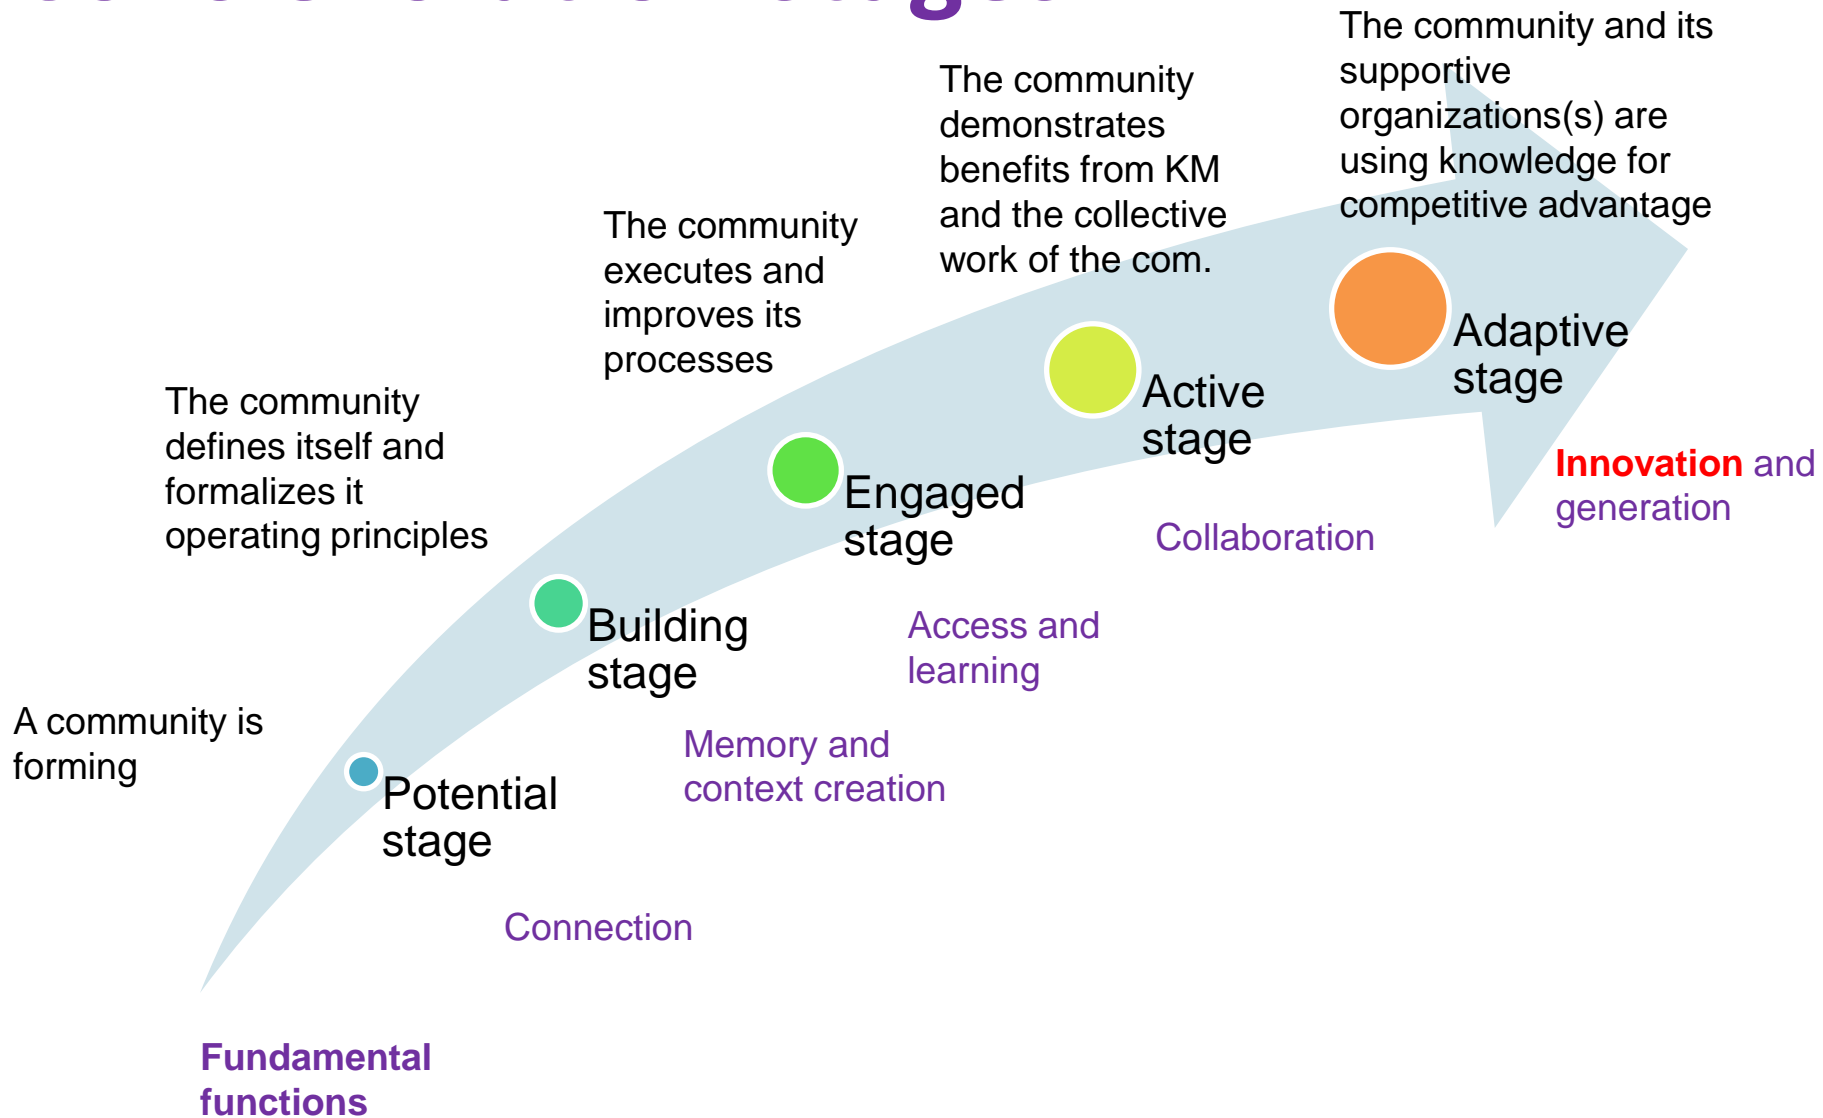 The community and its
supportive
organizations(s) are
using knowledge for
competitive advantage
The community
demonstrates
benefits from KM
and the collective
work of the com.
The community
executes and
improves its
processes
The community
defines itself and
formalizes it
operating principles
A community is
forming
Adaptive
stage
Active
stage
Engaged
stage
Building
stage
Potential
stage
Innovation and
generation
Collaboration
Access and
learning
Memory and
context creation
Connection
Fundamental
functions